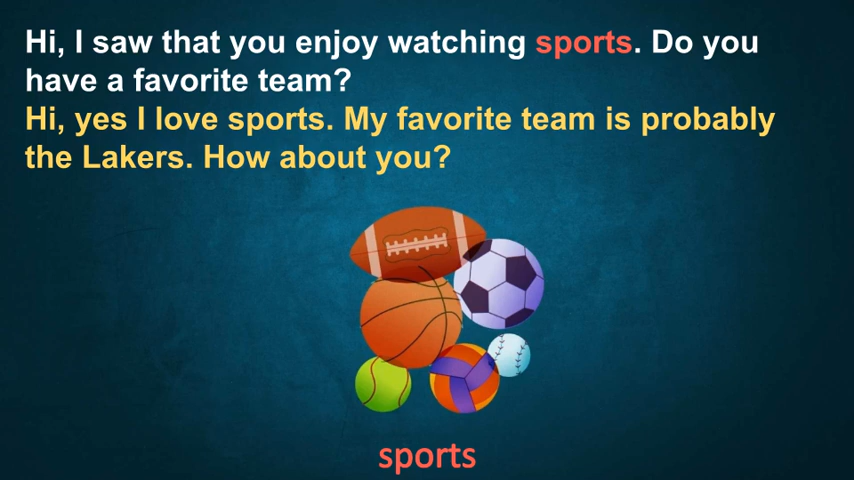 Hi, I saw that you enjoy watching sports. Do you
have a favorite team?
Hi, yes I love sports. My favorite team is probably
the Lakers. How about you?
sports